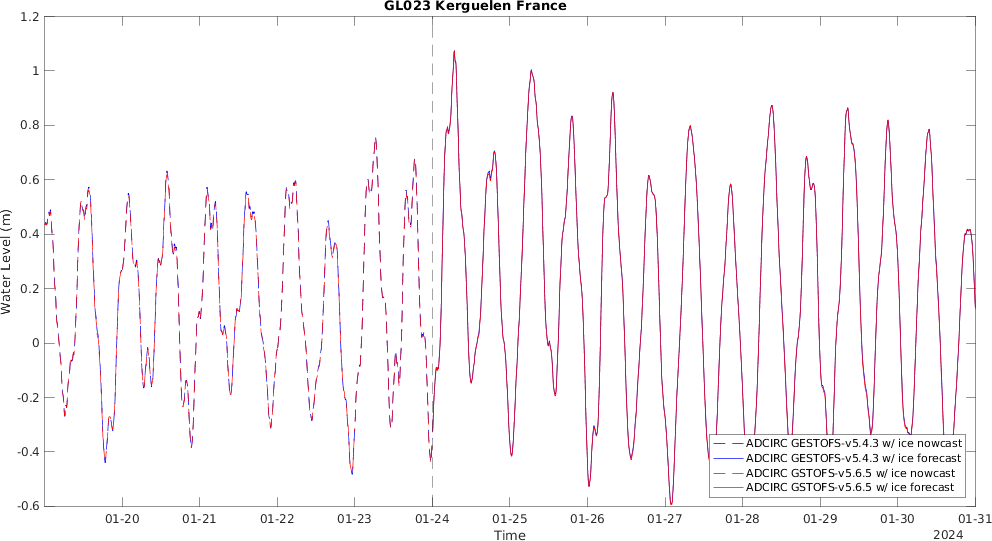 GL023 Kerguelen France
1.2
1
0.8
0.6
0.4
0.2
0
-0.2
-0.4
-0.6
Water Level (m)
ADCIRC GESTOFS-v5.4.3 w/ ice nowcast
ADCIRC GESTOFS-v5.4.3 w/ ice forecast
ADCIRC GSTOFS-v5.6.5 w/ ice nowcast
ADCIRC GSTOFS-v5.6.5 w/ ice forecast
01-20 01-21 01-22 01-23 01-24 01-25 01-26 01-27 01-28 01-29 01-30 01-31
Time
2024